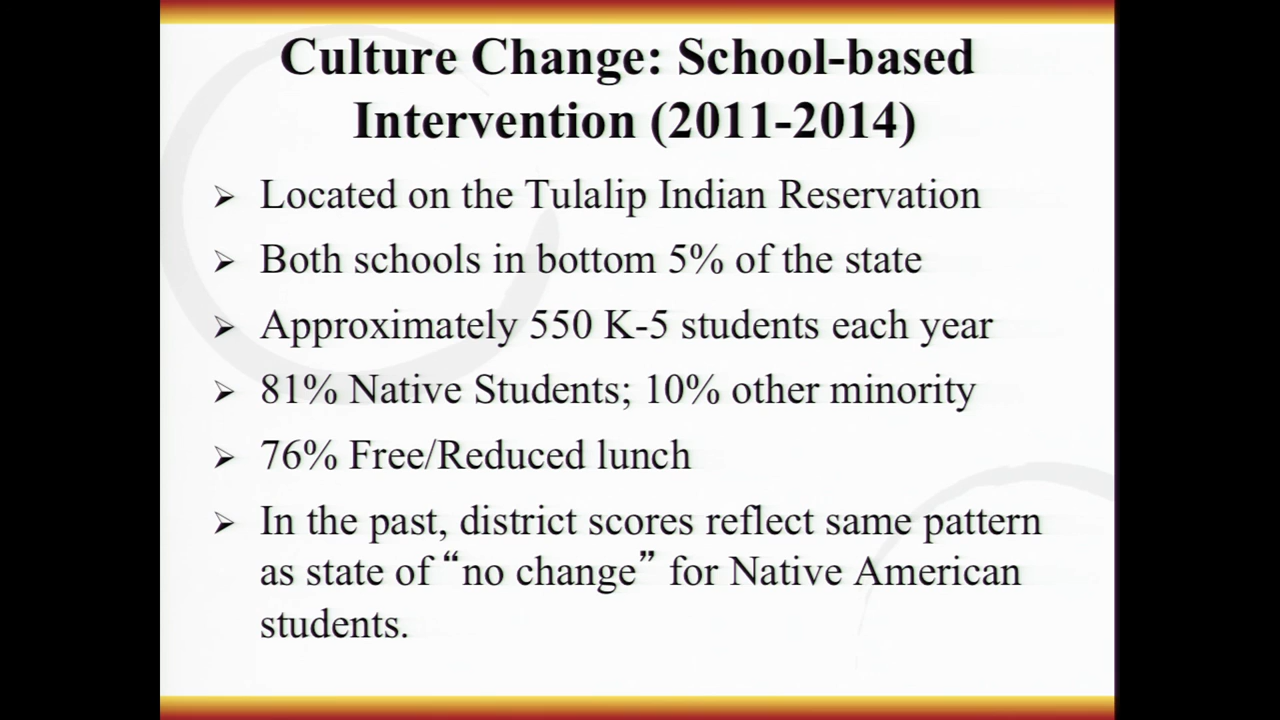 Culture Change: School-based
Intervention (2011-2014)
➢ Located on the Tulalip Indian Reservation
➢ Both schools in bottom 5% of the state
➢ Approximately 550 K-5 students each year
➢ 81% Native Students; 10% other minority
➢ 76% Free/Reduced lunch
➢ In the past, district scores reflect same pattern
as state of “no change” for Native American
students.